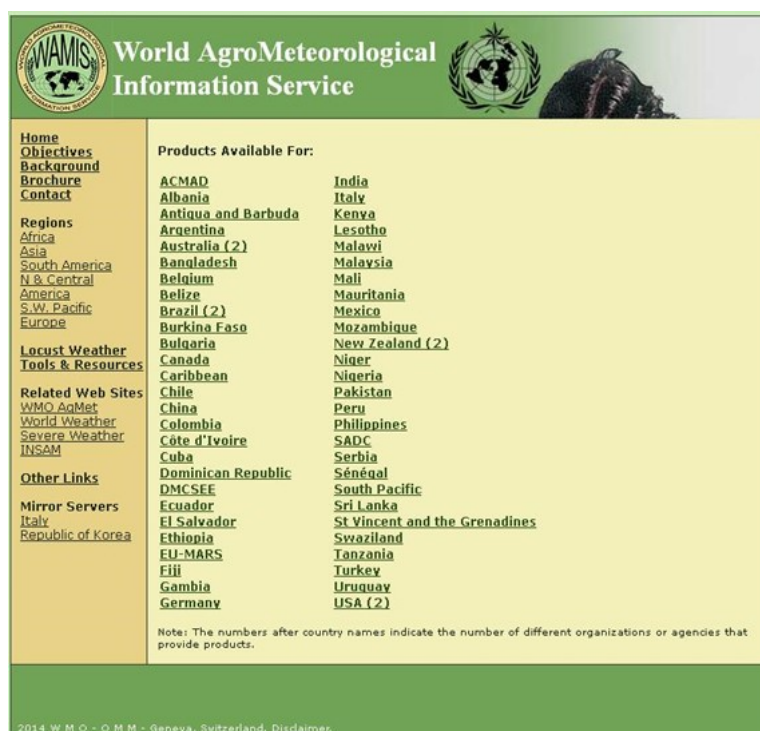 WAMIS
WORLD AGROMETEOROLOGICAL
INFORMATION SERVICE
World AgroMeteorological
Information Service
Home
Objectives
Background
Brochure
Contact
Regions
Africa
Asia
South America
N & Central
America
S.W. Pacific
Europe
Locust Weather
Tools & Resources
Related Web Sites
WMO AgMet
World Weather
Severe Weather
INSAM
Other Links
Mirror Servers
Italy
Republic of Korea
Products Available For:
ACMAD
Albania
Antigua and Barbuda
Argentina
Australia (2)
Bangladesh
Belgium
Belize
Brazil (2)
Burkina Faso
Bulgaria
Canada
Caribbean
Chile
China
Colombia
Côte d'Ivoire
Cuba
Dominican Republic
DMCSEE
Ecuador
El Salvador
Ethiopia
EU-MARS
Fiji
Gambia
Germany
India
Italy
Kenya
Lesotho
Malawi
Malaysia
Mali
Mauritania
Mexico
Mozambique
New Zealand (2)
Niger
Nigeria
Pakistan
Peru
Philippines
SADC
Serbia
Sénégal
South Pacific
Sri Lanka
St Vincent and the Grenadines
Swaziland
Tanzania
Turkey
Uruguay
USA (2)
Note: The numbers after country names indicate the number of different organizations or agencies that
provide products.
2014 W M O - O M M - Geneva, Switzerland. Disclaimer.